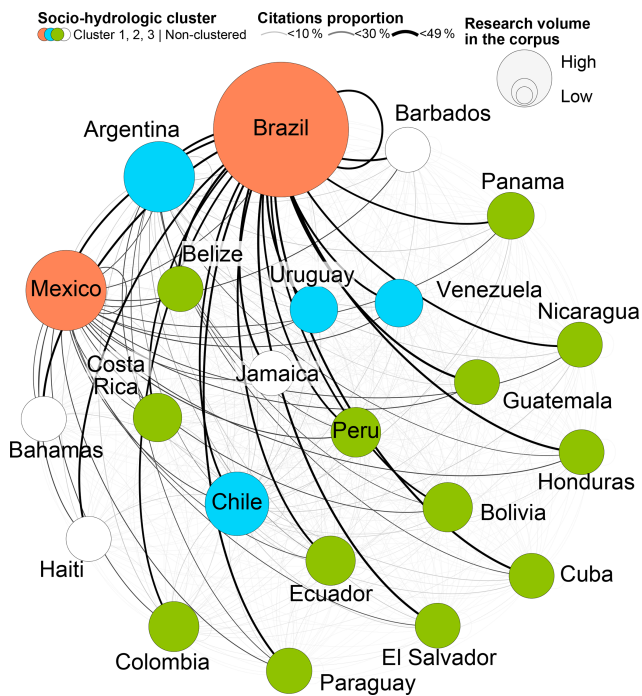 Socio-hydrologic cluster
Cluster 1, 2, 3 | Non-clustered
Citations proportion
<10 % <30 % <49 %
Research volume
in the corpus
High
Low
Brazil
Barbados
Argentina
Panama
Belize
Uruguay
Venezuela
Mexico
Nicaragua
Costa
Rica
Jamaica
Guatemala
Peru
Bahamas
Honduras
Chile
Bolivia
Haiti
Ecuador
Cuba
Colombia
El Salvador
Paraguay